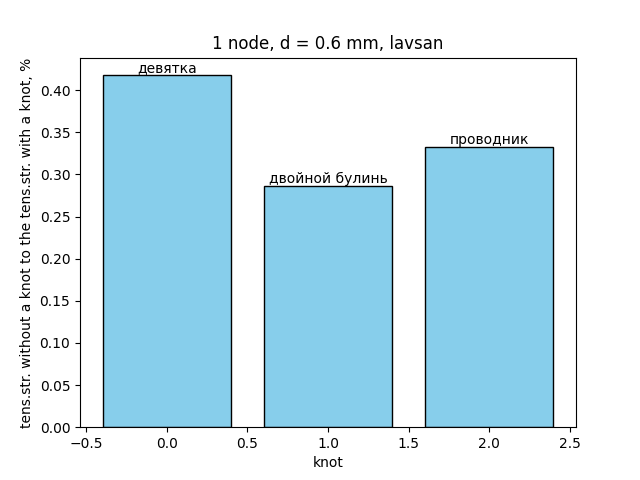 1 node, d = 0.6 mm, lavsan
tens.str. without a knot to the tens.str. with a knot, %
0.40
0.35
0.30
0.25
0.20
0.15
0.10
0.05
0.00
девятка
двойной булинь
проводник
−0.5
0.0
0.5
1.0
1.5
2.0
2.5
knot